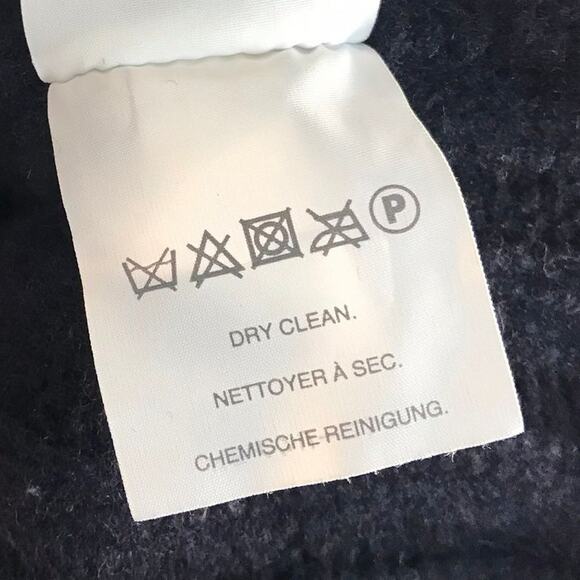 P
DRY CLEAN.
NETTOYER À SEC.
CHEMISCHE REINIGUNG.